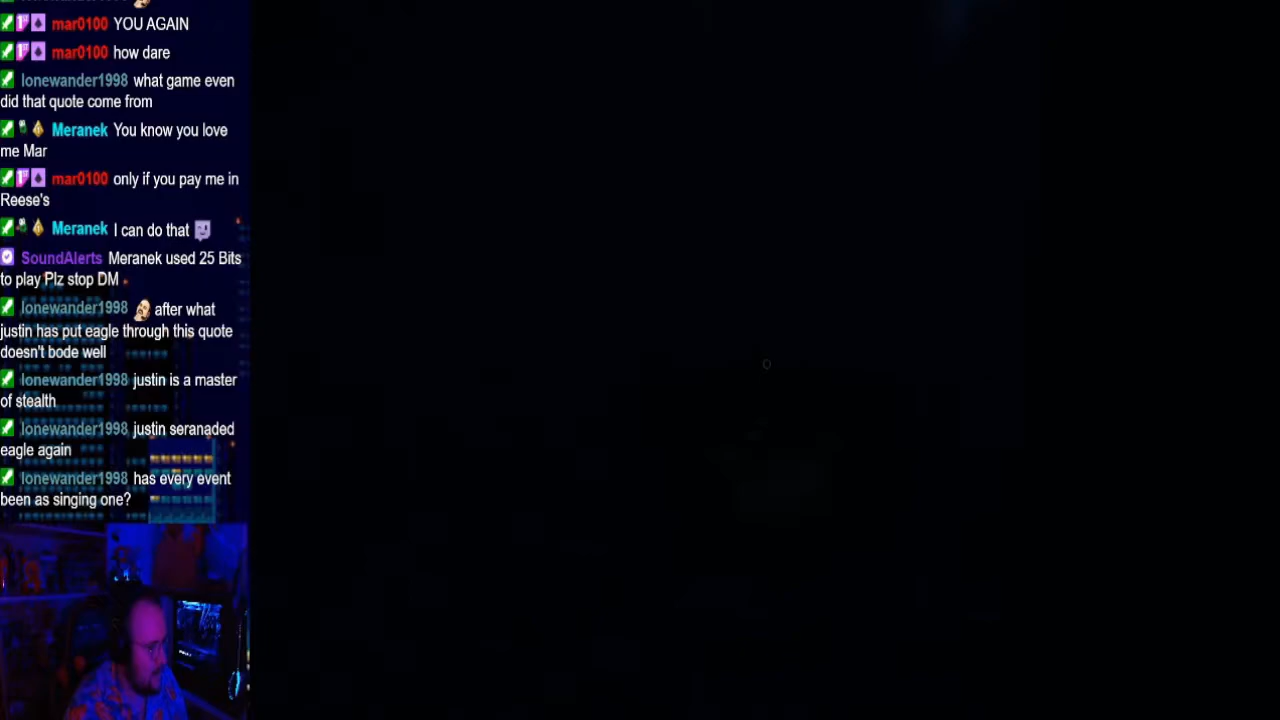 mar0100 YOU AGAIN
mar0100 how dare
lonewander1998 what game even
did that quote come from
Meranek You know you love
me Mar
mar0100 only if you pay me in
Reese's
Meranek I can do that
SoundAlerts Meranek used 25 Bits
to play Plz stop DM
lonewander1998 after what
justin has put eagle through this quote
doesn't bode well
lonewander1998 justin is a master
of stealth
lonewander1998 justin seranaded
eagle again
lonewander1998 has every event
been as singing one?